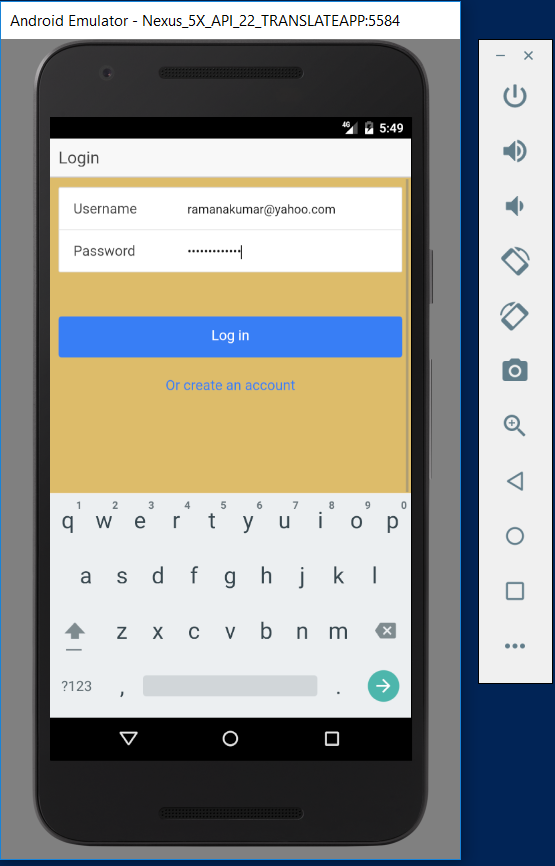 Android Emulator - Nexus_5X_API_22_TRANSLATEAPP:5584
4G 5:49
Login
Username ramanakumar@yahoo.com
Password •••••••••••••
Log in
Or create an account
1 2 3 4 5 6 7 8 9 0
q w e r t y u i o p
a s d f g h j k l
z x c v b n m
?123 , .